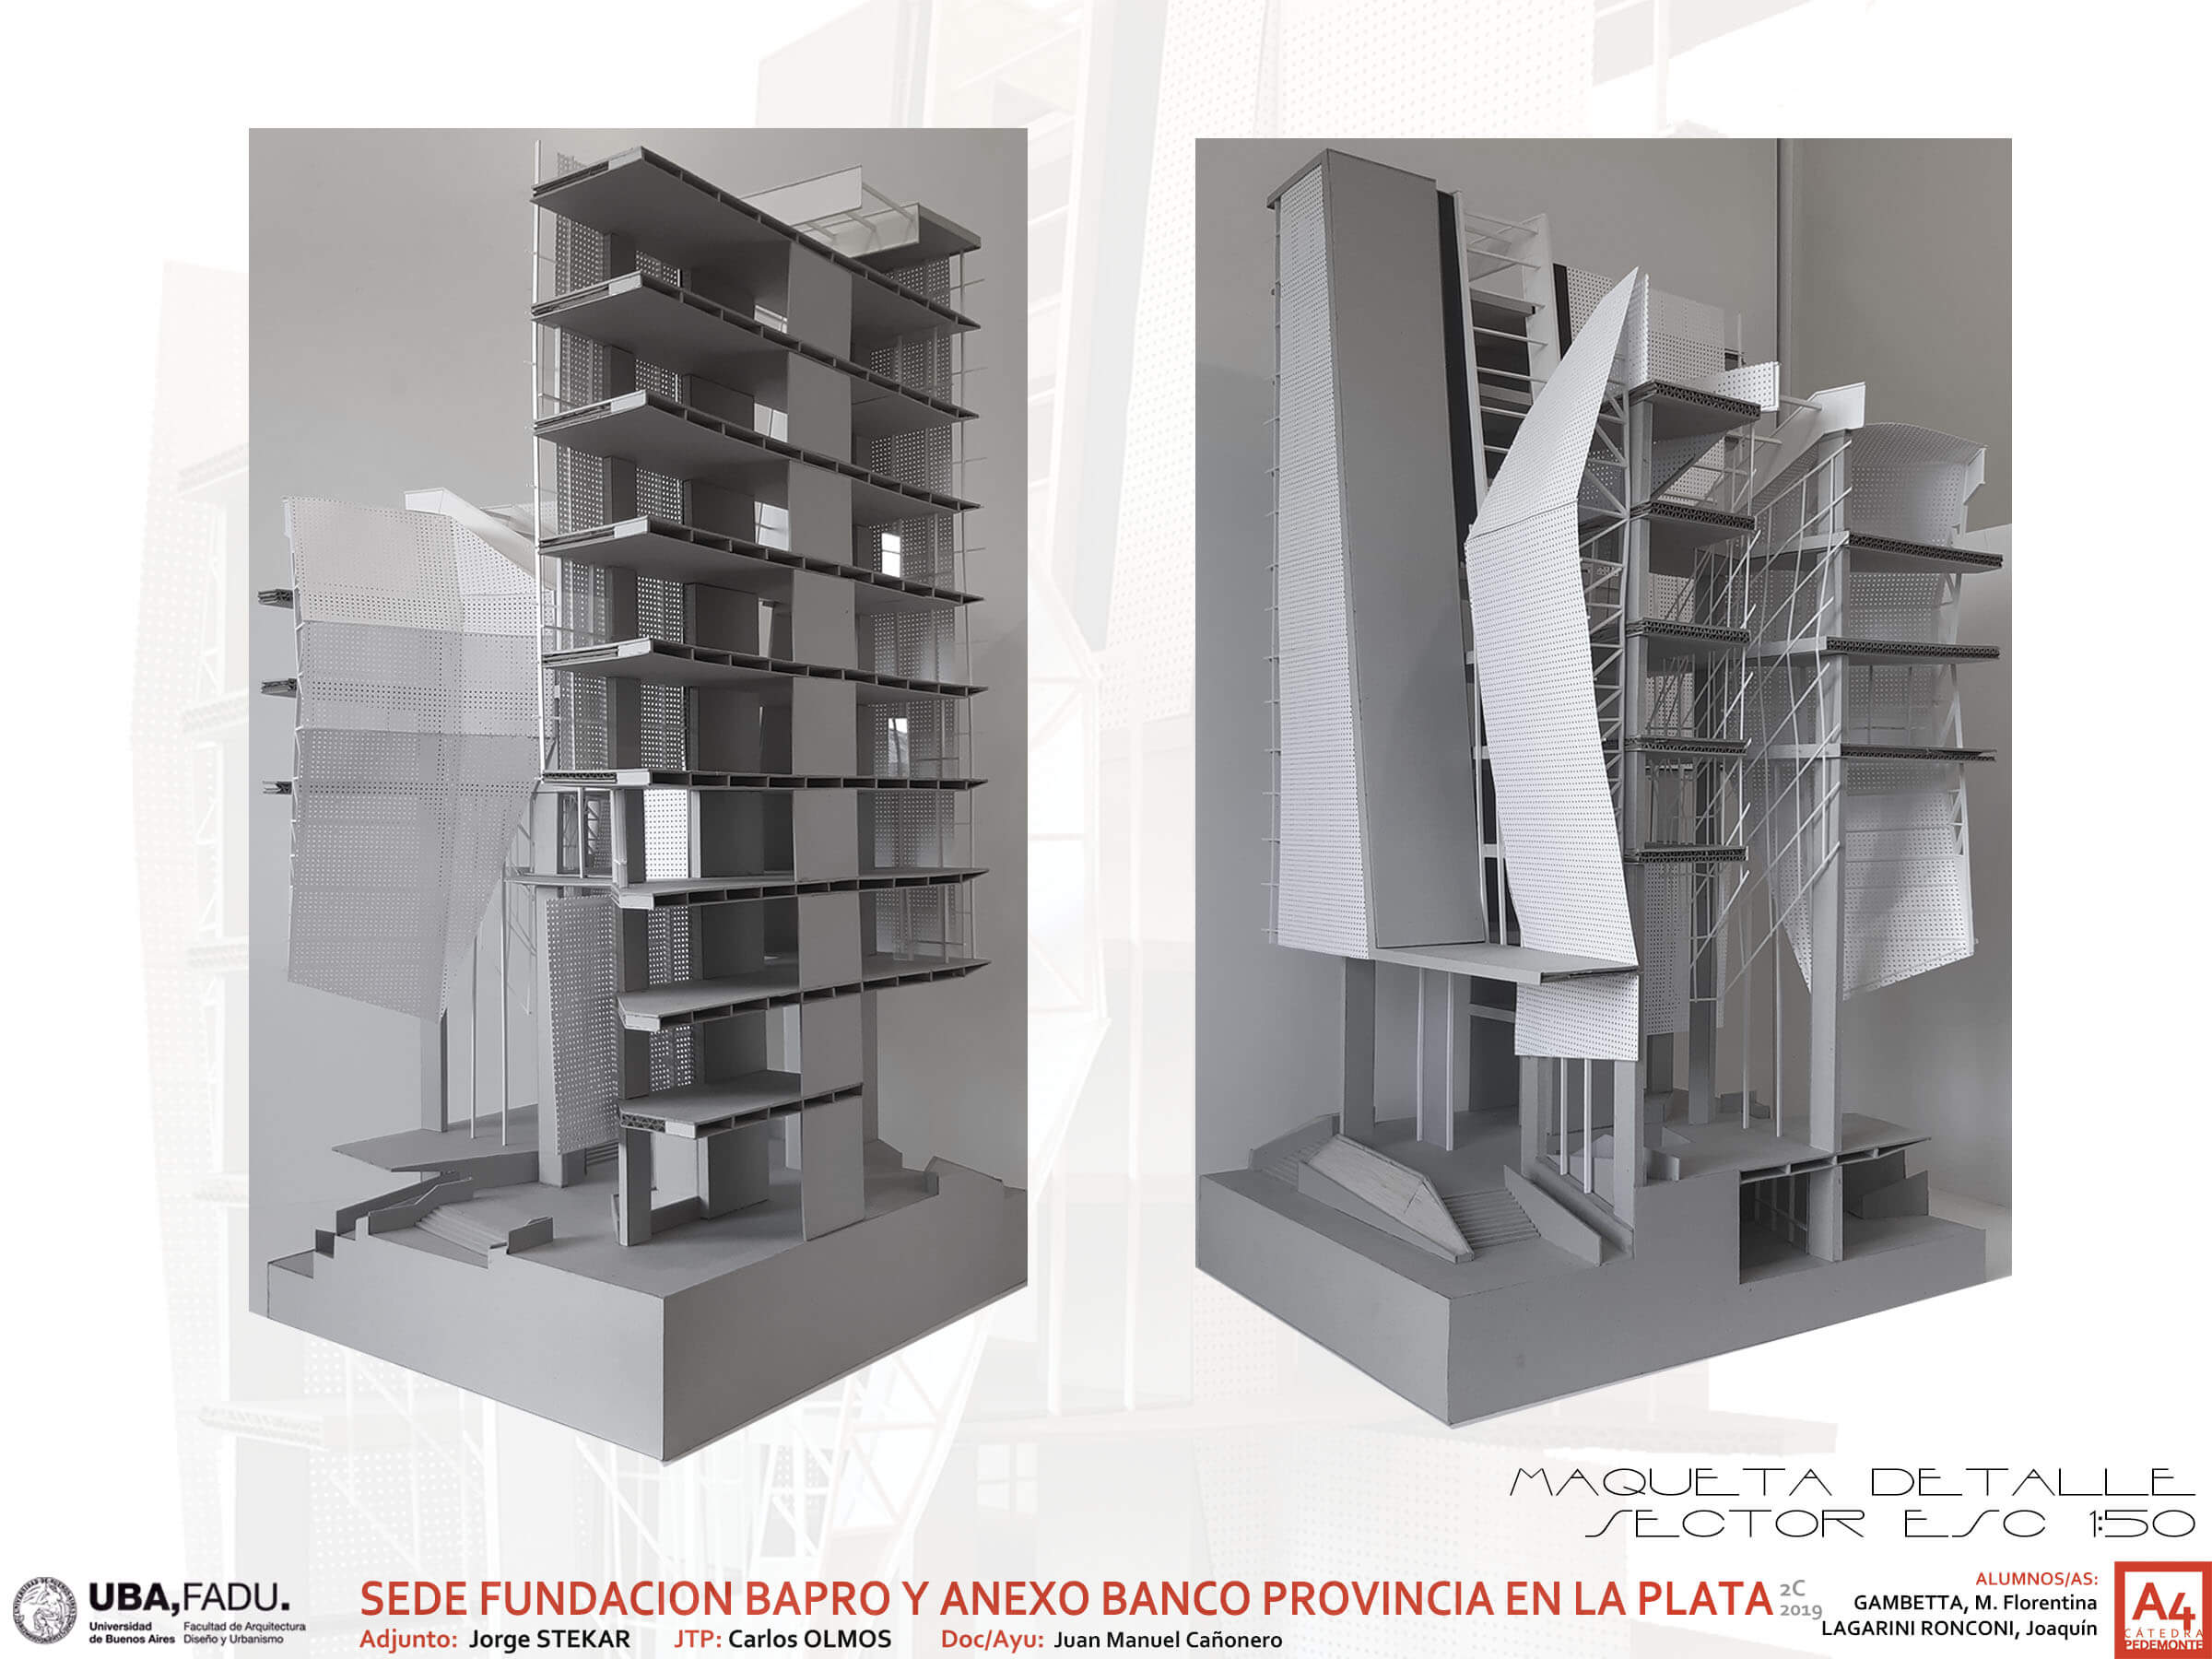 MAQUETA DETALLE
SECTOR ESC 1:50
UBA,FADU.
Universidad de Buenos Aires
Facultad de Arquitectura Diseño y Urbanismo
SEDE FUNDACION BAPRO Y ANEXO BANCO PROVINCIA EN LA PLATA
2C
2019
Adjunto: Jorge STEKAR JTP: Carlos OLMOS Doc/Ayu: Juan Manuel Cañonero
ALUMNOS/AS:
GAMBETTA, M. Florentina
LAGARINI RONCONI, Joaquín
A4
CÁTEDRA
PEDEMONTE